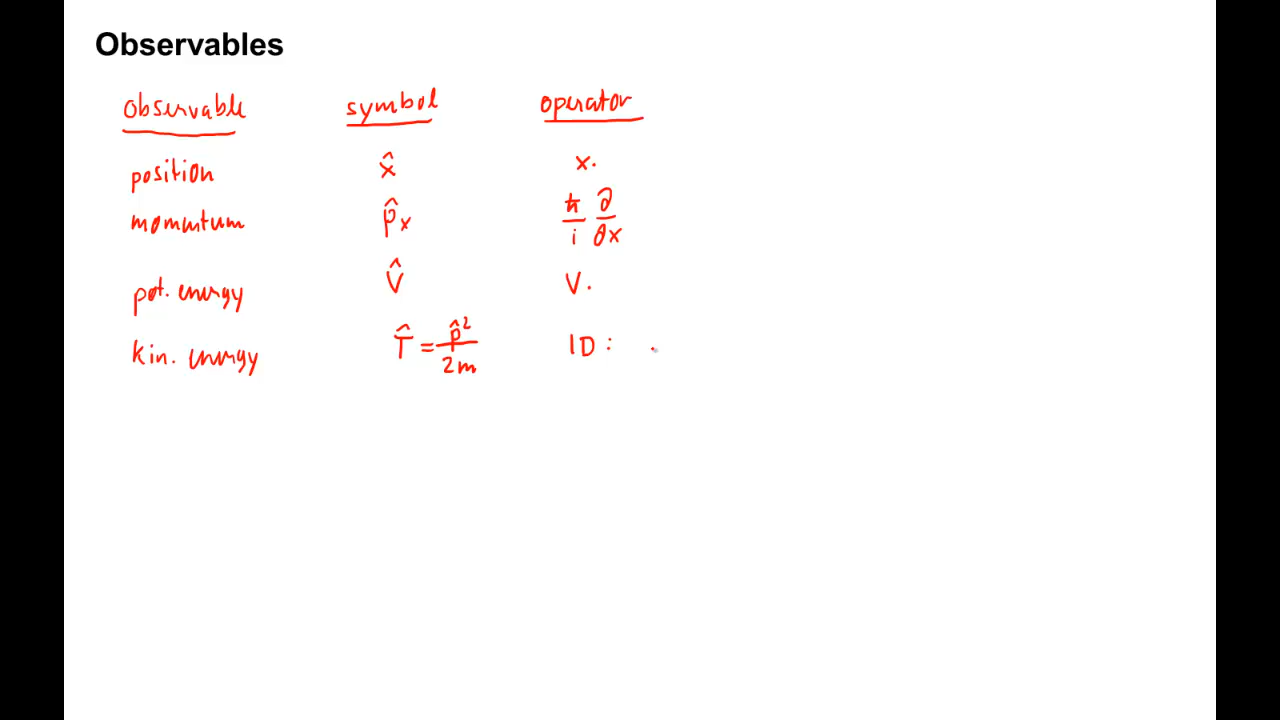 Observables
observable symbol operator
position x̂ x·
momentum p̂ₓ ħ/i ∂/∂x
pot. energy V̂ V·
kin. energy T̂ = p̂²/2m 1D: